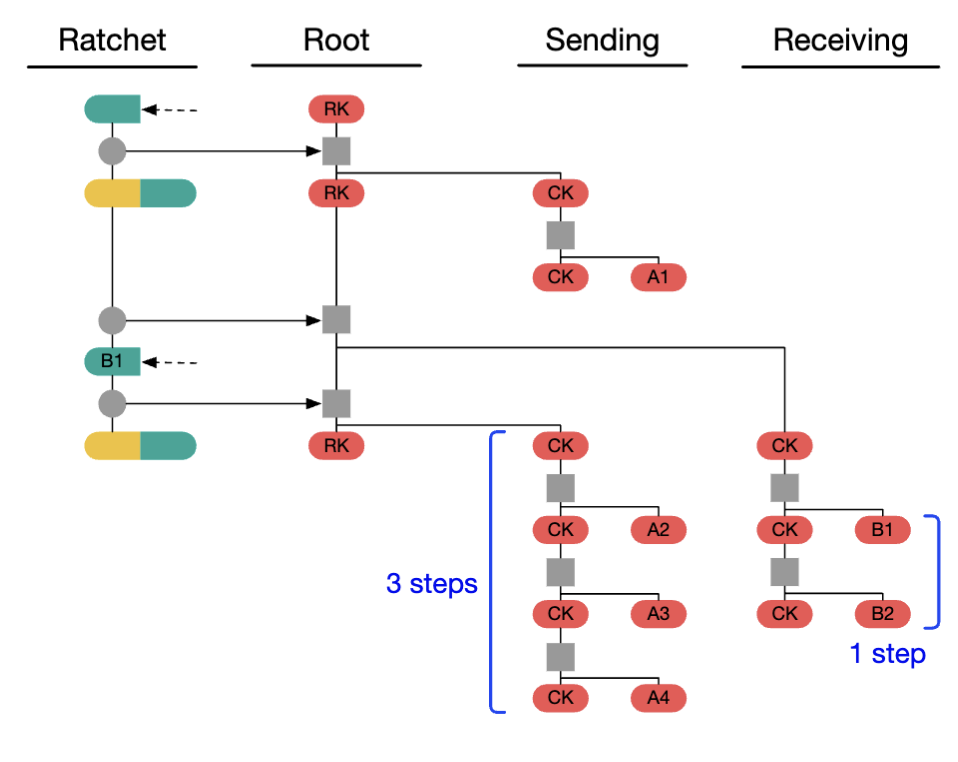 Ratchet Root Sending Receiving
RK
RK CK
CK A1
B1
RK CK CK
CK A2 CK B1
3 steps
CK A3 CK B2
1 step
CK A4